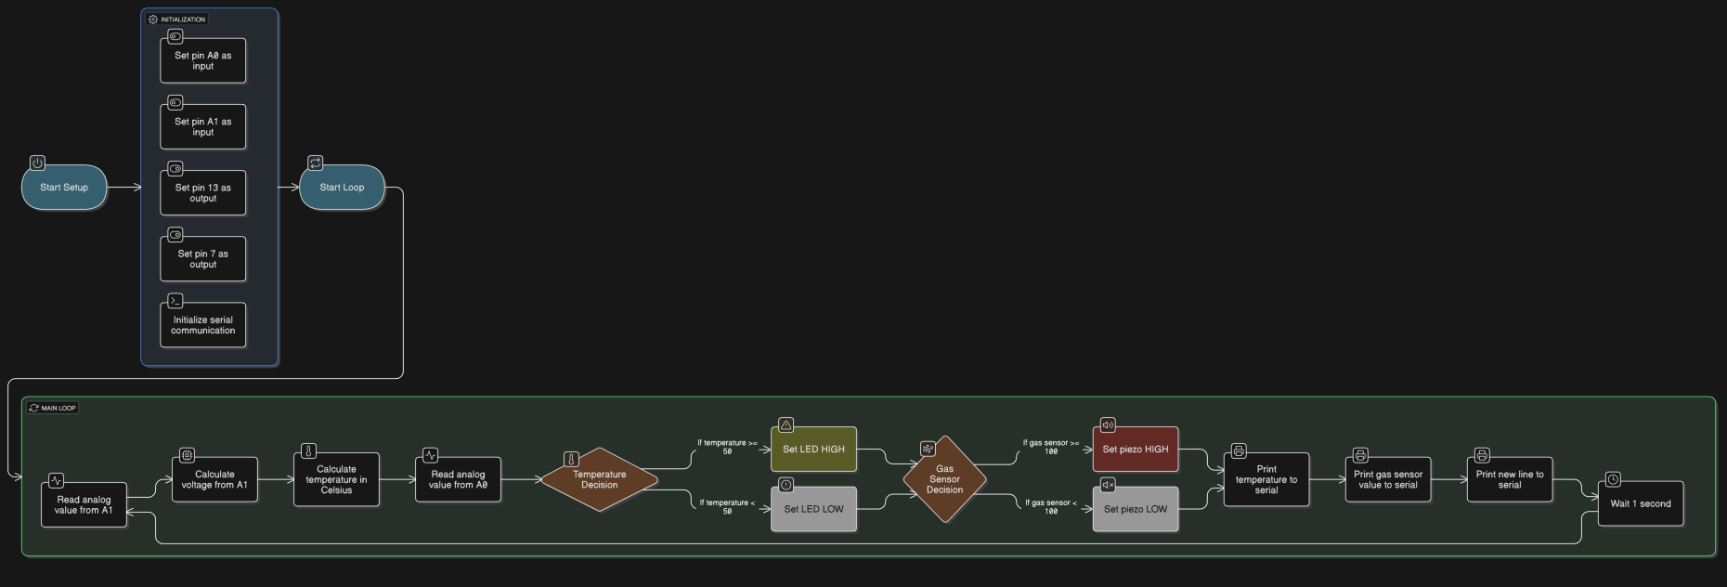 INITIALIZATION
Set pin A0 as
input
Set pin A1 as
input
Set pin 13 as
output
Set pin 7 as
output
Initialize serial
communication
Start Setup
Start Loop
MAIN LOOP
Read analog
value from A1
Calculate
voltage from A1
Calculate
temperature in
Celsius
Read analog
value from A0
Temperature
Decision
If temperature >=
50
If temperature <
50
Set LED HIGH
Set LED LOW
Gas
Sensor
Decision
If gas sensor >=
100
If gas sensor <
100
Set piezo HIGH
Set piezo LOW
Print
temperature to
serial
Print gas sensor
value to serial
Print new line to
serial
Wait 1 second